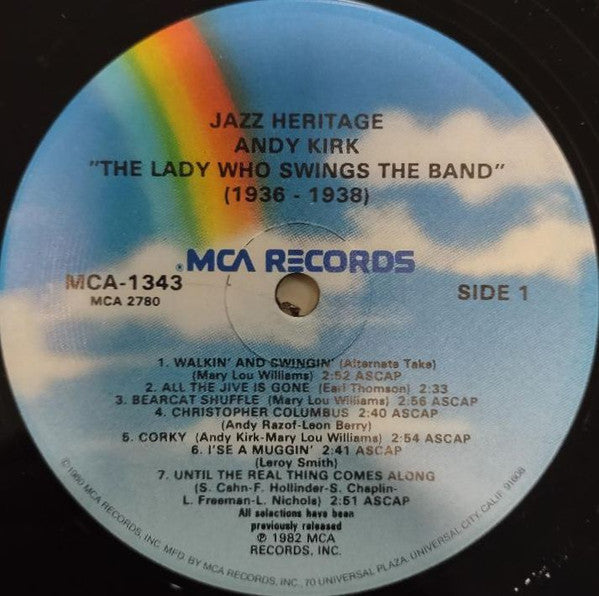 JAZZ HERITAGE
ANDY KIRK
"THE LADY WHO SWINGS THE BAND"
(1936 - 1938)
MCA RECORDS
MCA-1343
MCA 2780
SIDE 1
1. WALKIN' AND SWINGIN' (Alternate Take)
(Mary Lou Williams) 2:52 ASCAP
2. ALL THE JIVE IS GONE (Earl Thomson) 2:33
3. BEARCAT SHUFFLE (Mary Lou Williams) 2:56 ASCAP
4. CHRISTOPHER COLUMBUS 2:40 ASCAP
(Andy Razof-Leon Berry)
5. CORKY (Andy Kirk-Mary Lou Williams) 2:54 ASCAP
6. I'SE A MUGGIN' 2:41 ASCAP
(Leroy Smith)
7. UNTIL THE REAL THING COMES ALONG
(S. Cahn-F. Hollinder-S. Chaplin-
L. Freeman-L. Nichols) 2:51 ASCAP
All selections have been
previously released
℗ 1982 MCA
RECORDS, INC.
©1980 MCA RECORDS, INC. MFD. BY MCA RECORDS, INC., 70 UNIVERSAL PLAZA, UNIVERSAL CITY, CALIF. 91608